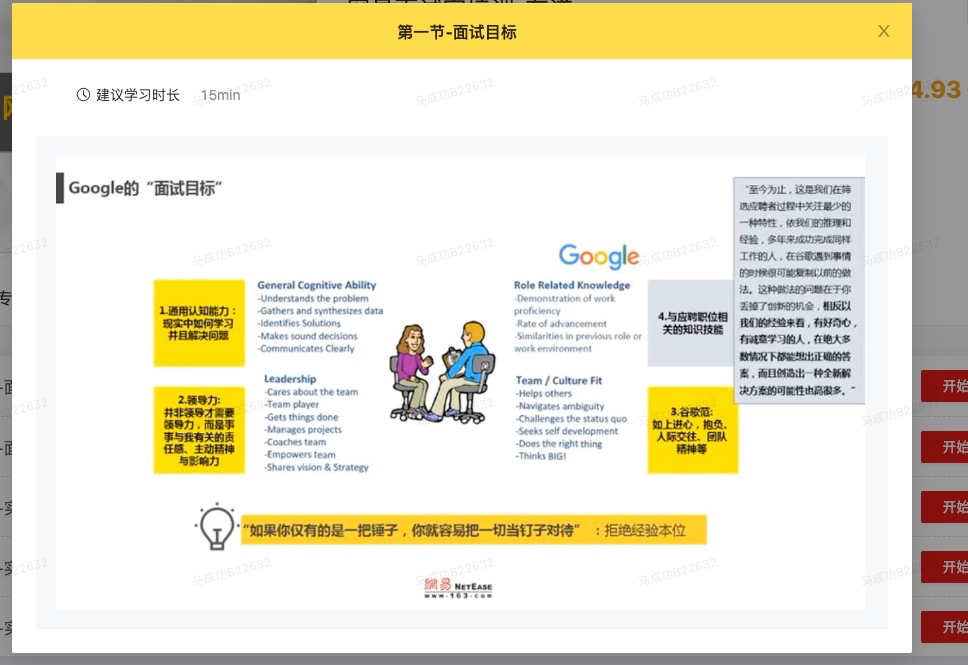 第一节-面试目标
X
建议学习时长 15min
4.93
Google的“面试目标”
“至今为止，这是我们在筛
选应聘者过程中关注最少的
一种特性，依我们的推理和
经验，多年来成功完成同样
工作的人，在谷歌遇到事情
的时候很可能复制以前的做
法。这种做法的问题在于你
丢掉了创新的机会，相反以
我们的经验来看，有好奇心，
有诚意学习的人，在绝大多
数情况下都能想出正确的答
案，而且创造出一种全新解
决方案的可能性也高很多。”
Google
1.通用认知能力：
现实中如何学习
并且解决问题
General Cognitive Ability
-Understands the problem
-Gathers and synthesizes data
-Identifies Solutions
-Makes sound decisions
-Communicates Clearly
Role Related Knowledge
-Demonstration of work
proficiency
-Rate of advancement
-Similarities in previous role or
work environment
4.与应聘职位相
关的知识技能
2.领导力:
并非领导才需要
领导力，而是事
事与我有关的责
任感、主动精神
与影响力
Leadership
-Cares about the team
-Team player
-Gets things done
-Manages projects
-Coaches team
-Empowers team
-Shares vision & Strategy
Team / Culture Fit
-Helps others
-Navigates ambiguity
-Challenges the status quo
-Seeks self development
-Does the right thing
-Thinks BIG!
3.谷歌范:
如上进心，抱负、
人际交往、团队
精神等
“如果你仅有的是一把锤子，你就容易把一切当钉子对待” ：拒绝经验本位
網易 NETEASE
www.163.com
开始
开始
开始
开始
开始
马成功B22632